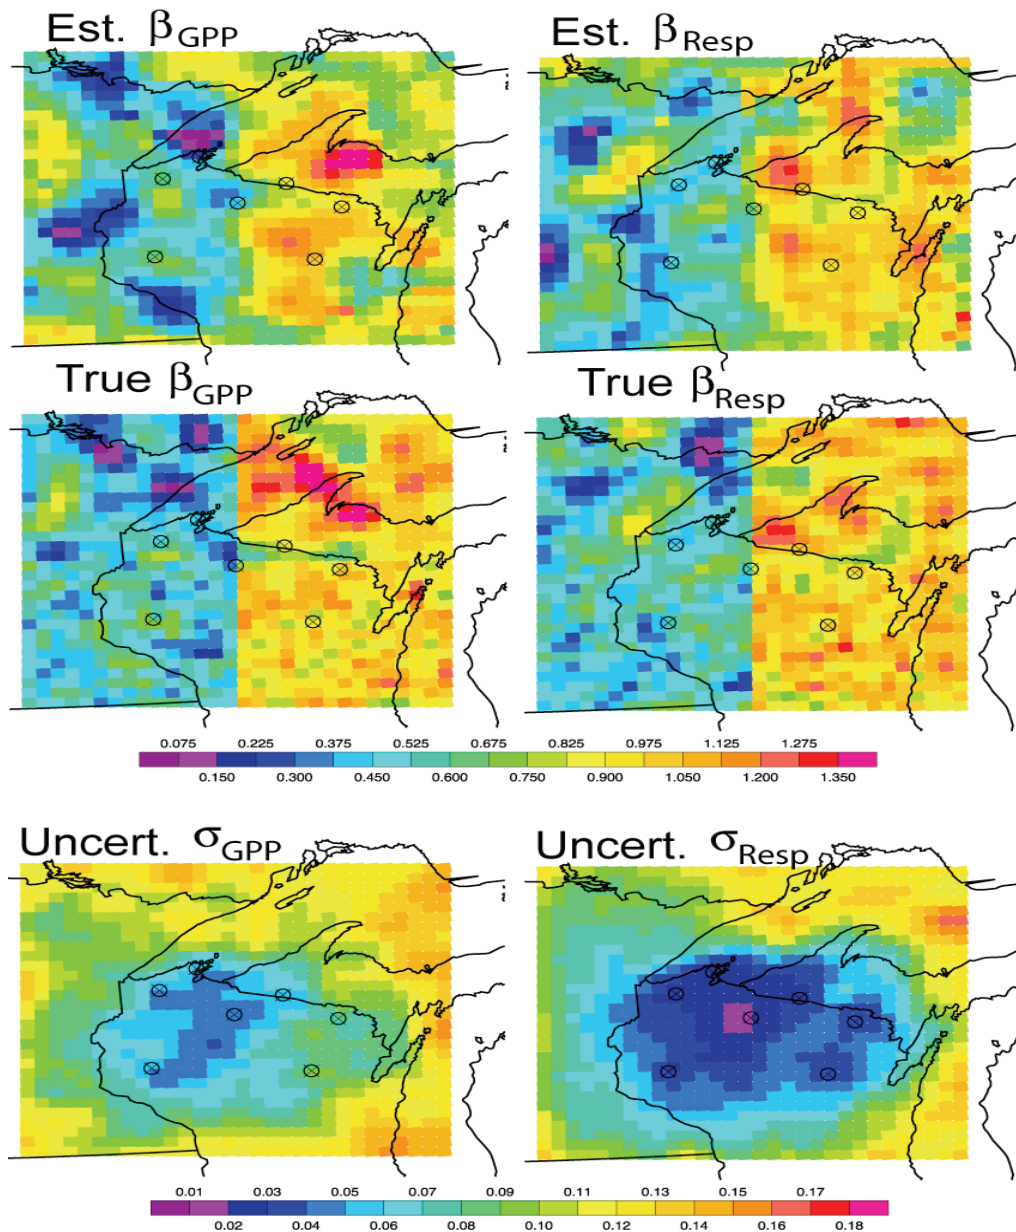 Est. βGPP
Est. βResp
True βGPP
True βResp
0.075 0.225 0.375 0.525 0.675 0.825 0.975 1.125 1.275
0.150 0.300 0.450 0.600 0.750 0.900 1.050 1.200 1.350
Uncert. σGPP
Uncert. σResp
0.01 0.03 0.05 0.07 0.09 0.11 0.13 0.15 0.17
0.02 0.04 0.06 0.08 0.10 0.12 0.14 0.16 0.18